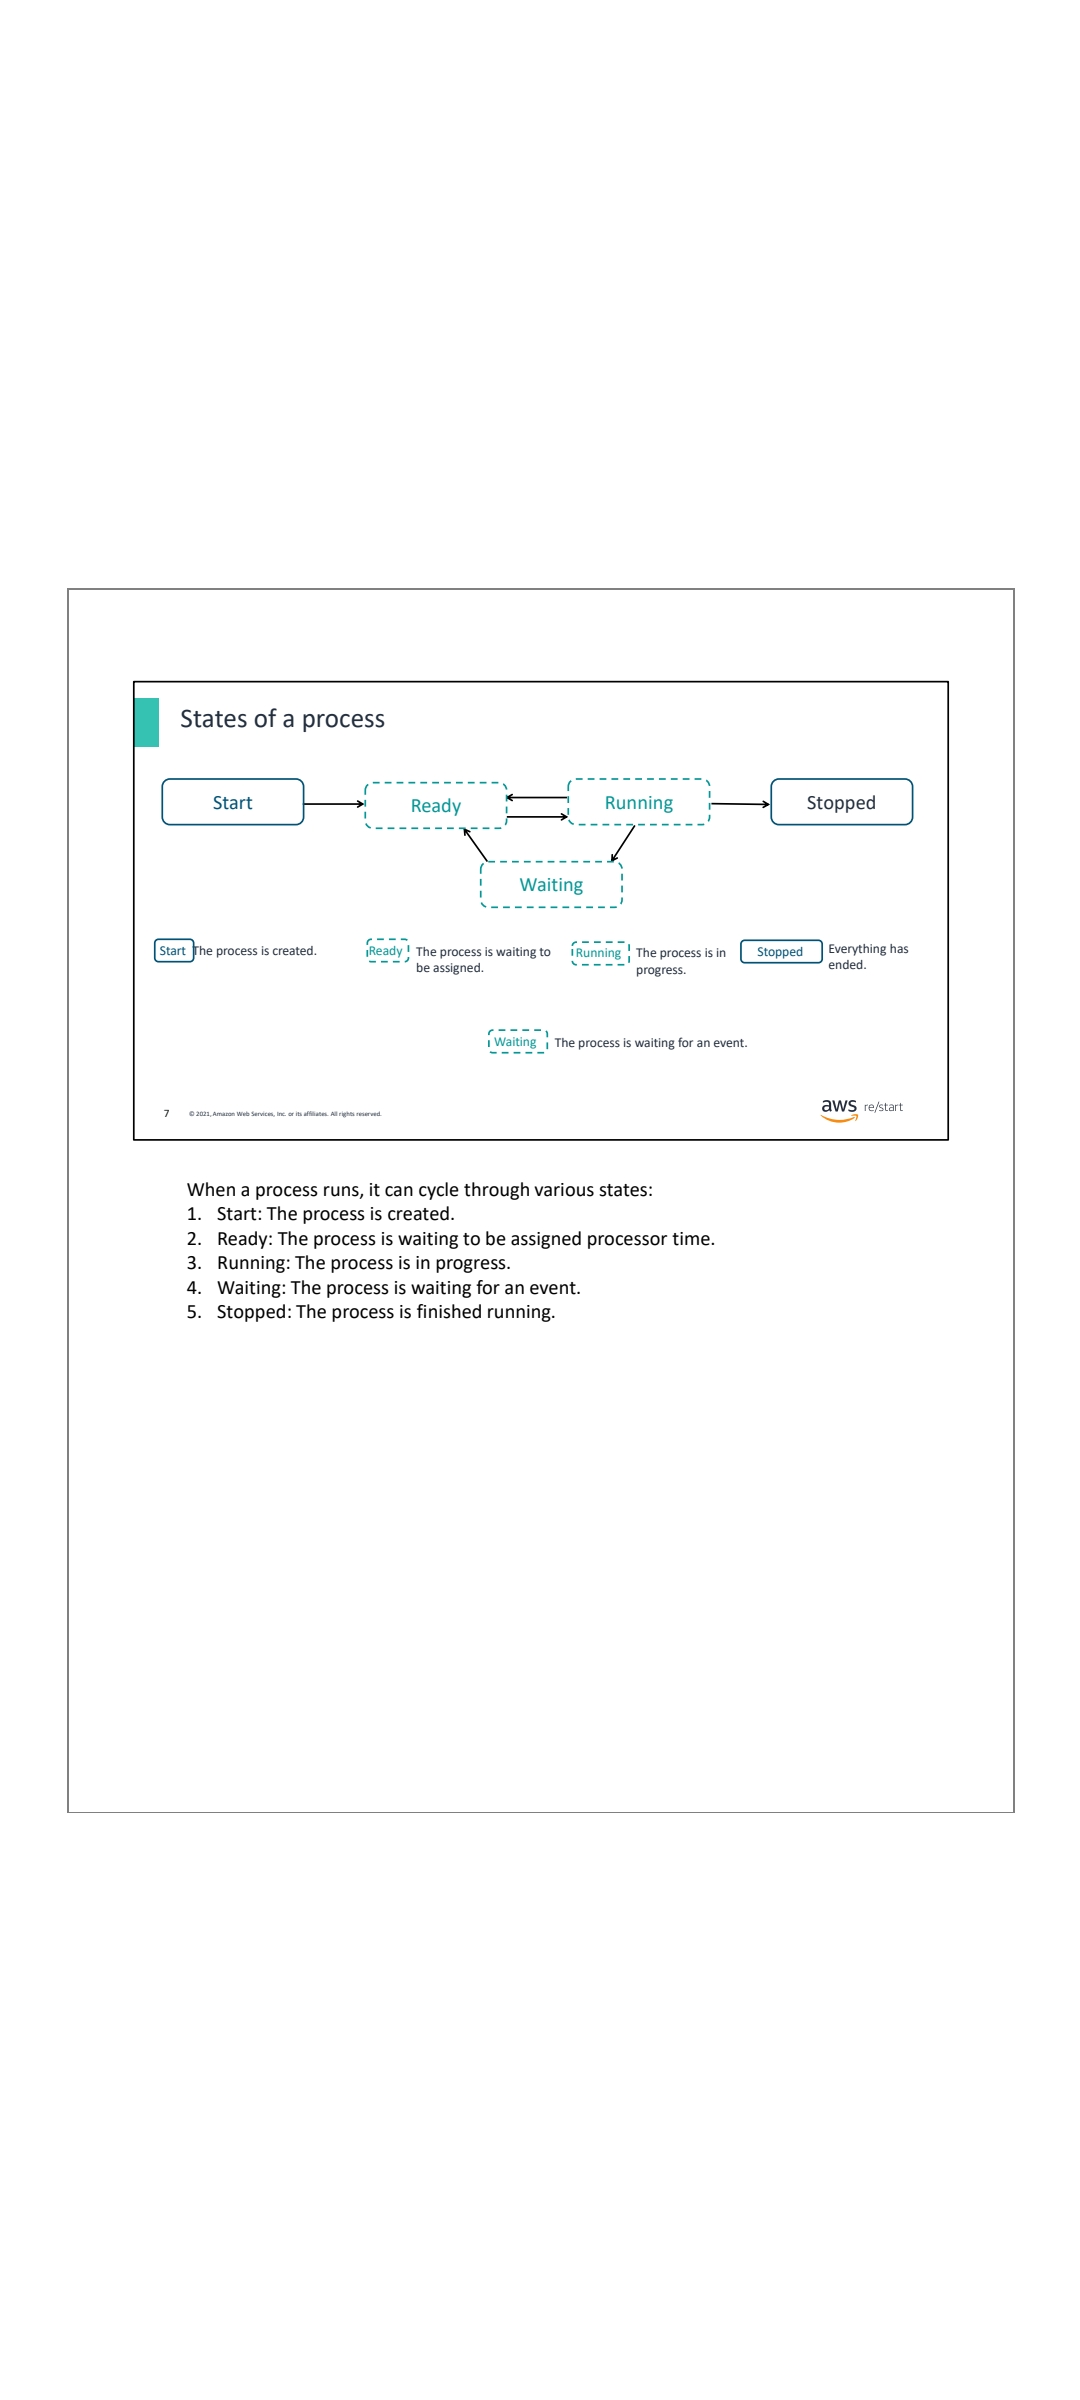 States of a process
Start
Ready
Running
Stopped
Waiting
Start The process is created.
Ready The process is waiting to
be assigned.
Running The process is in
progress.
Stopped Everything has
ended.
Waiting The process is waiting for an event.
7 © 2021, Amazon Web Services, Inc. or its affiliates. All rights reserved.
aws re/start
When a process runs, it can cycle through various states:
1. Start: The process is created.
2. Ready: The process is waiting to be assigned processor time.
3. Running: The process is in progress.
4. Waiting: The process is waiting for an event.
5. Stopped: The process is finished running.